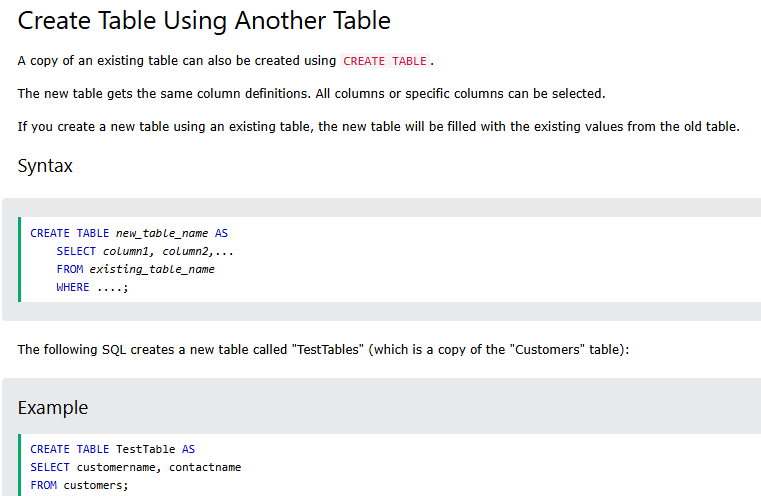 Create Table Using Another Table
A copy of an existing table can also be created using CREATE TABLE.
The new table gets the same column definitions. All columns or specific columns can be selected.
If you create a new table using an existing table, the new table will be filled with the existing values from the old table.
Syntax
CREATE TABLE new_table_name AS
    SELECT column1, column2,...
    FROM existing_table_name
    WHERE ....;
The following SQL creates a new table called "TestTables" (which is a copy of the "Customers" table):
Example
CREATE TABLE TestTable AS
SELECT customername, contactname
FROM customers;